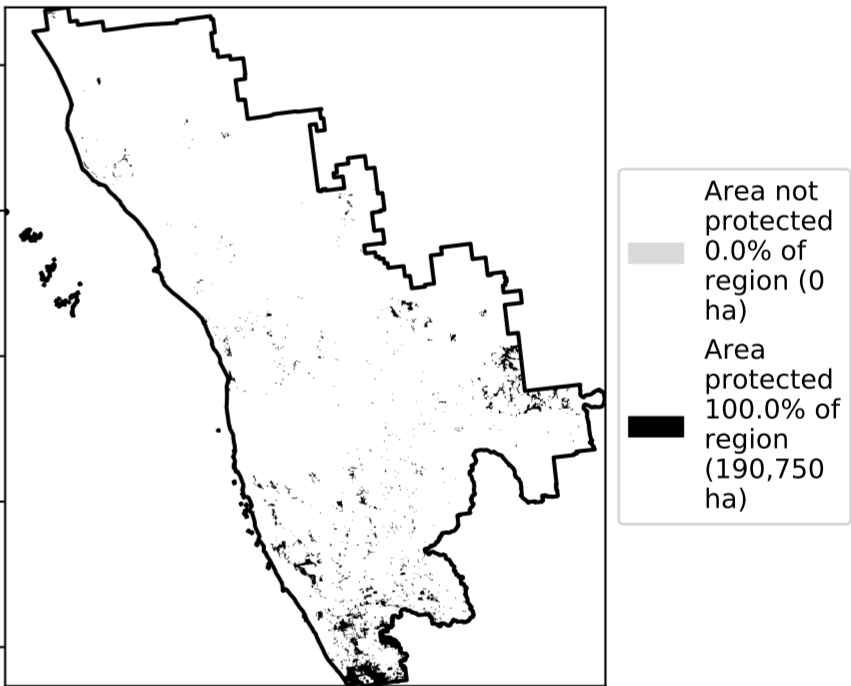 Area not
protected
0.0% of
region (0
ha)
Area
protected
100.0% of
region
(190,750
ha)